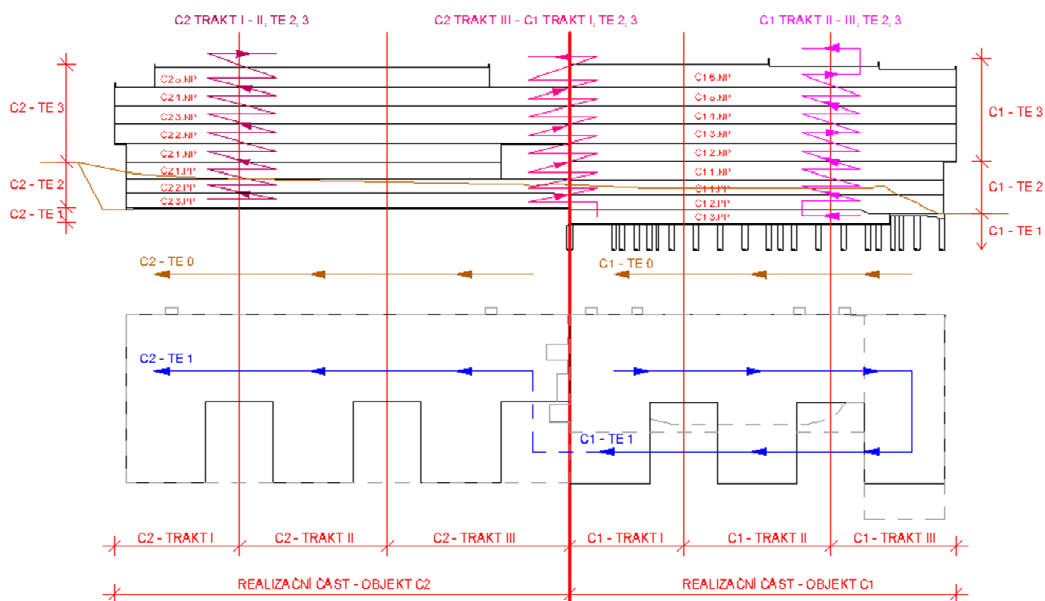 C2 TRAKT I - II, TE 2, 3
C2 TRAKT III - C1 TRAKT I, TE 2, 3
C1 TRAKT II - III, TE 2, 3
C2 - TE 3
C2 - TE 2
C2 - TE 1
C2 5.NP
C2 4.NP
C2 3.NP
C2 2.NP
C2 1.NP
C2 1.PP
C2 2.PP
C2 3.PP
C1 6.NP
C1 5.NP
C1 4.NP
C1 3.NP
C1 2.NP
C1 1.NP
C1 1.PP
C1 2.PP
C1 3.PP
C1 - TE 3
C1 - TE 2
C1 - TE 1
C2 - TE 0
C1 - TE 0
C2 - TE 1
C1 - TE 1
C2 - TRAKT I
C2 - TRAKT II
C2 - TRAKT III
C1 - TRAKT I
C1 - TRAKT II
C1 - TRAKT III
REALIZAČNÍ ČÁST - OBJEKT C2
REALIZAČNÍ ČÁST - OBJEKT C1